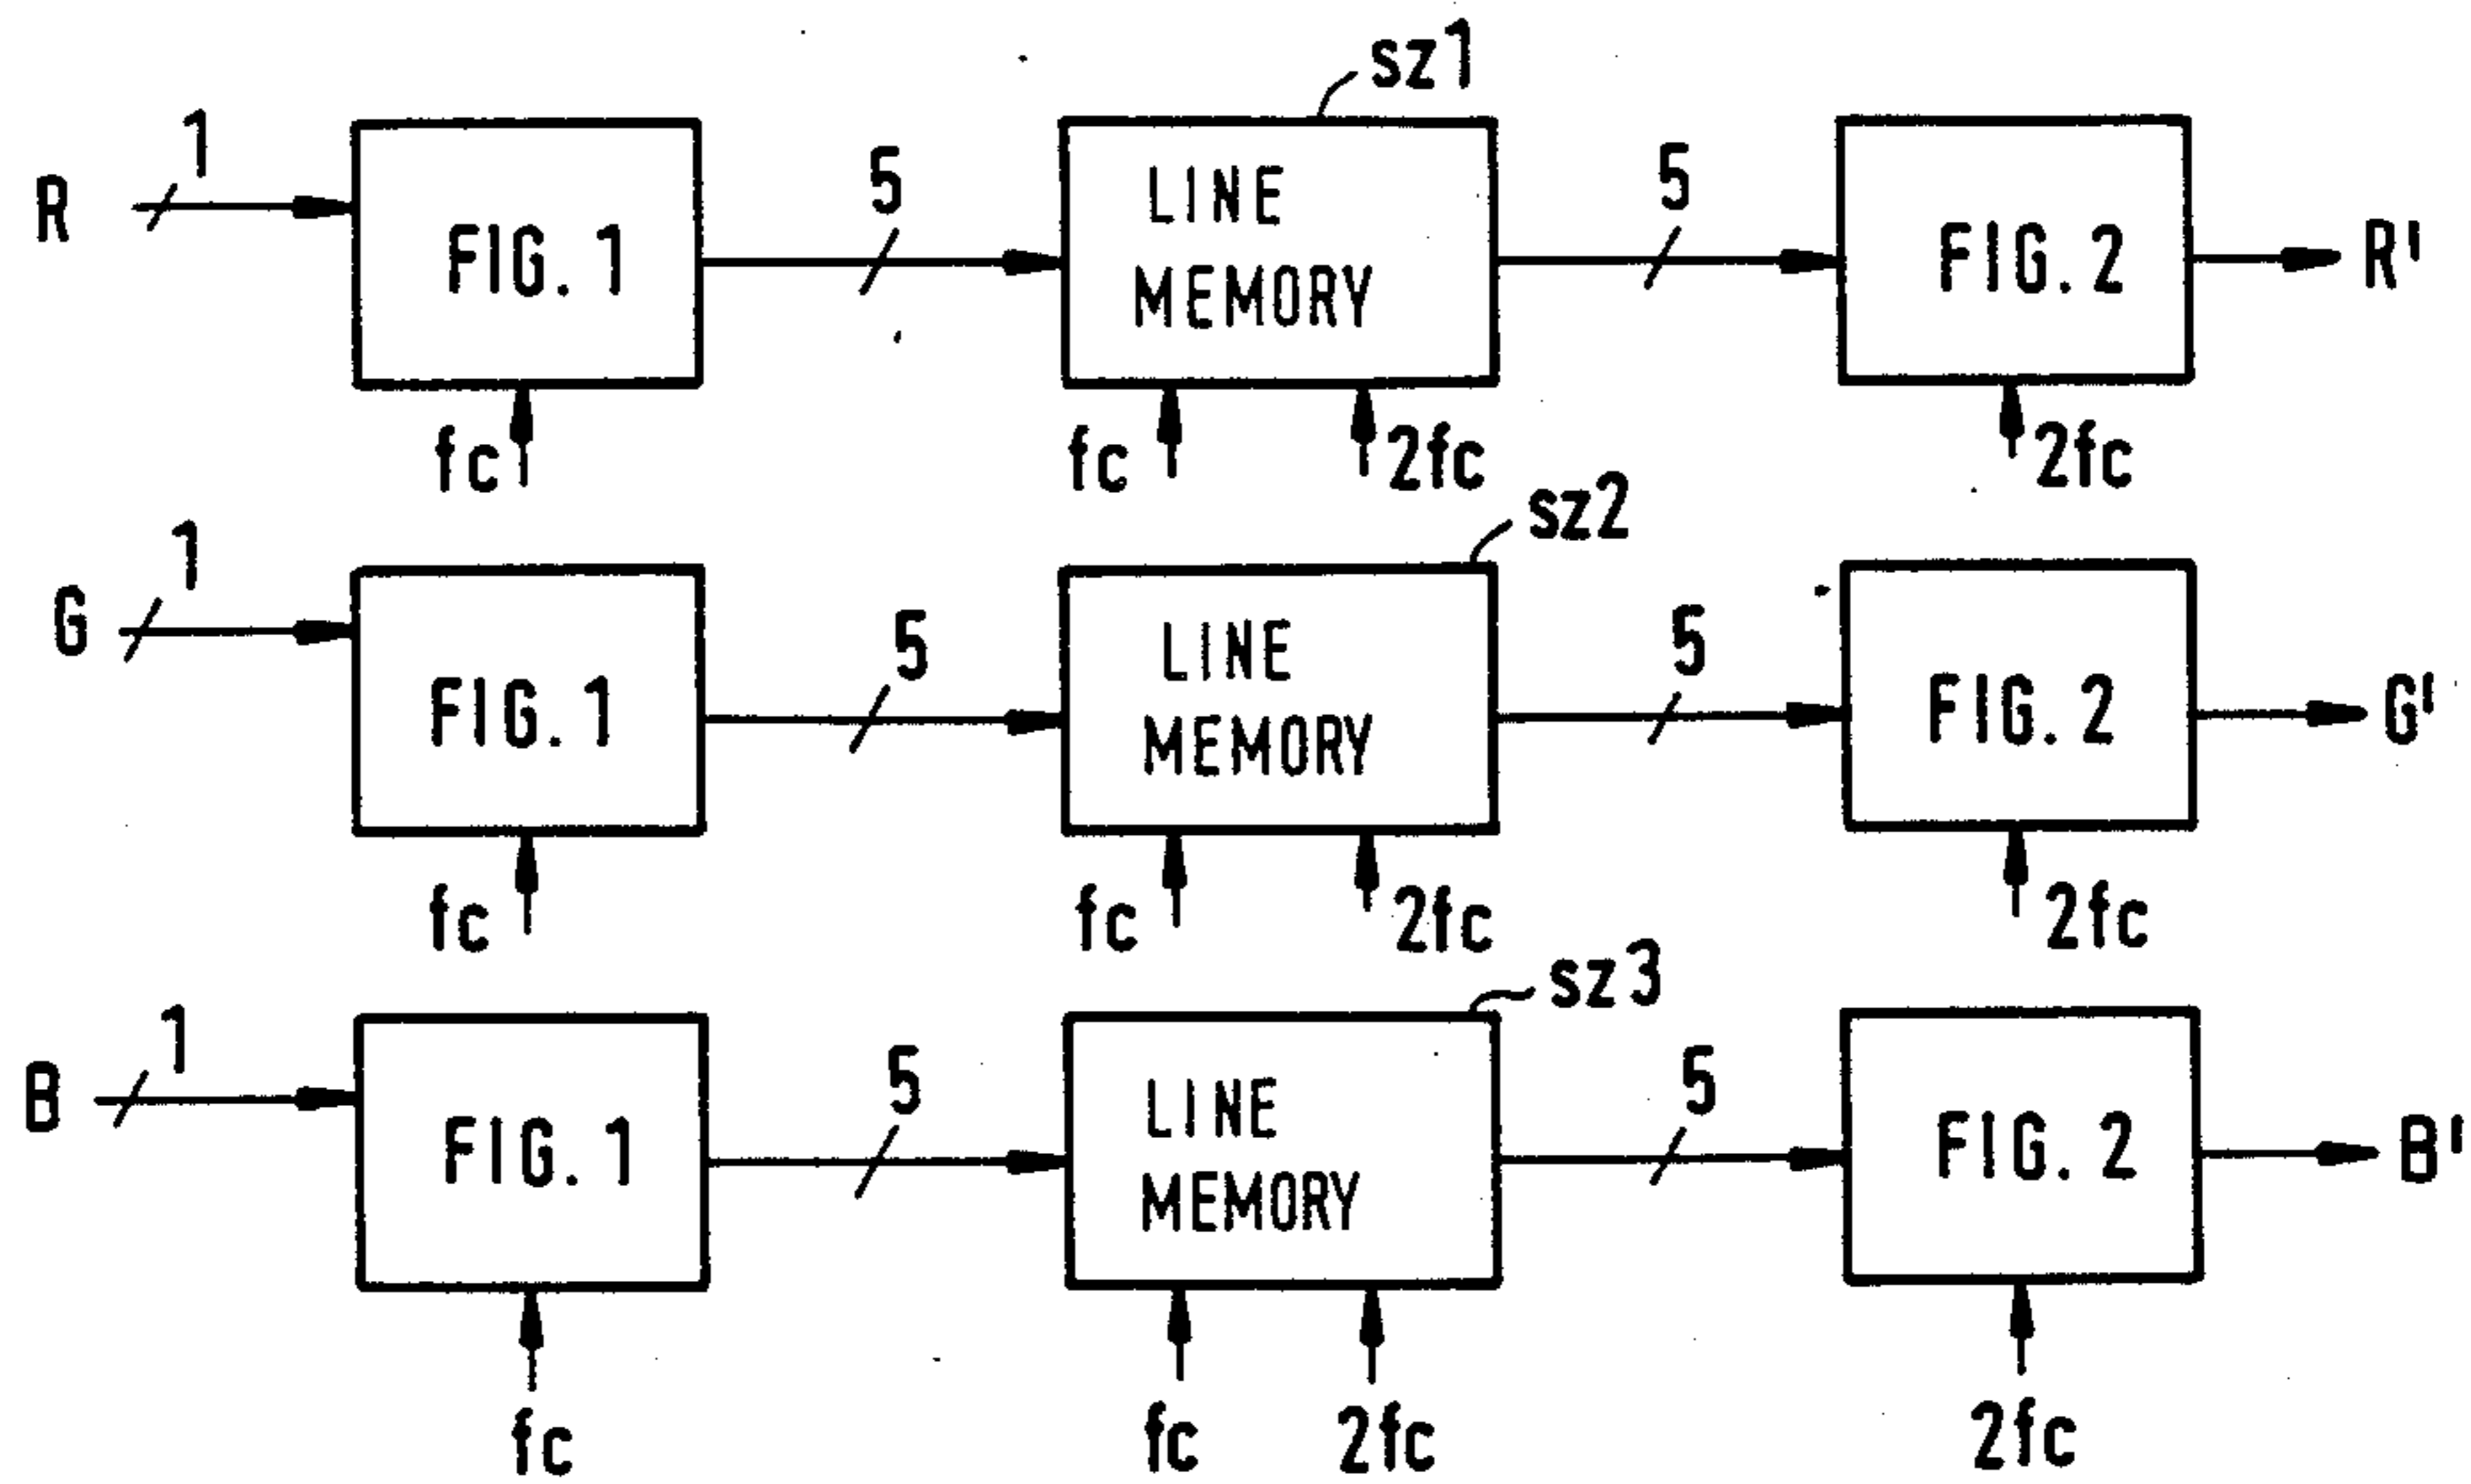 sz1
1
R
5
5
FIG. 1
LINE
MEMORY
FIG. 2
R'
fc
fc
2fc
2fc
sz2
1
G
5
5
FIG. 1
LINE
MEMORY
FIG. 2
G'
fc
fc
2fc
2fc
sz3
1
B
5
5
FIG. 1
LINE
MEMORY
FIG. 2
B'
fc
fc
2fc
2fc